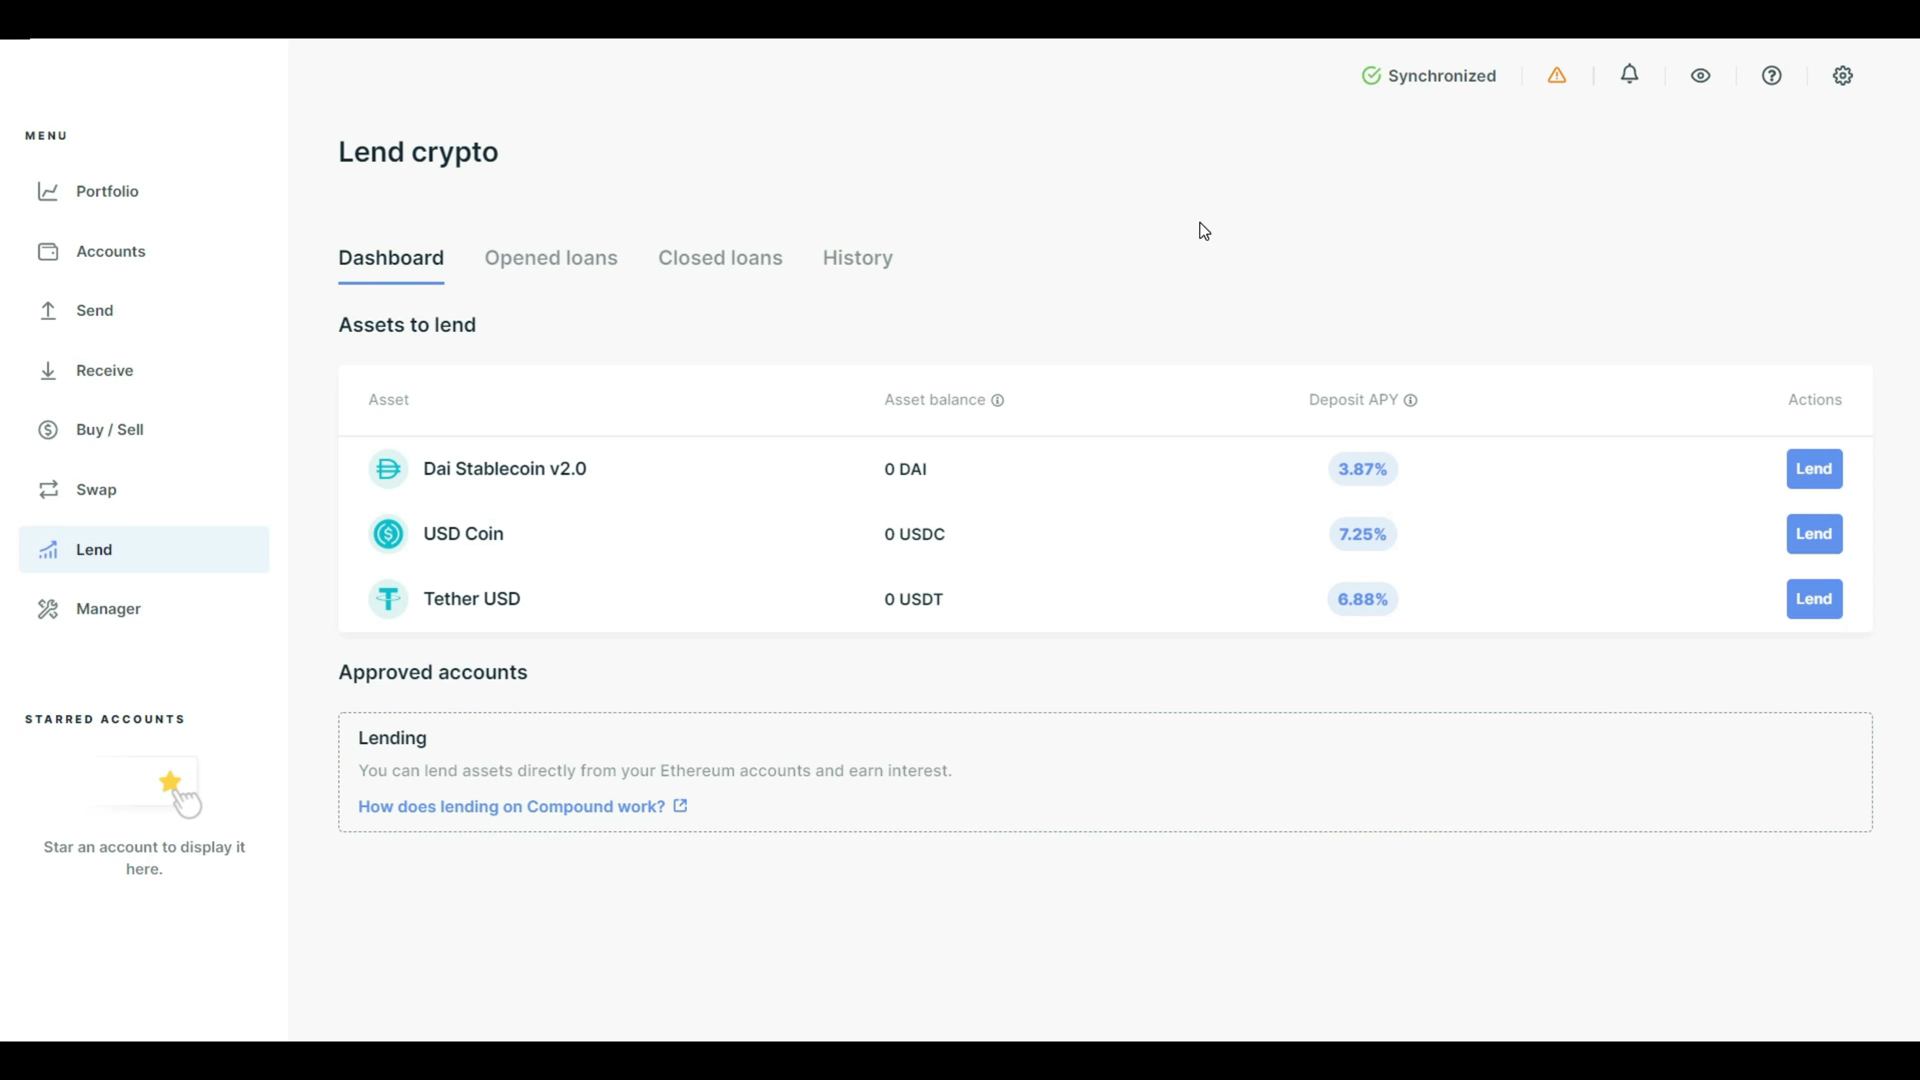 Synchronized
MENU
Portfolio
Accounts
Send
Receive
Buy / Sell
Swap
Lend
Manager
STARRED ACCOUNTS
Star an account to display it
here.
Lend crypto
Dashboard Opened loans Closed loans History
Assets to lend
Asset Asset balance Deposit APY Actions
Dai Stablecoin v2.0 0 DAI 3.87% Lend
USD Coin 0 USDC 7.25% Lend
Tether USD 0 USDT 6.88% Lend
Approved accounts
Lending
You can lend assets directly from your Ethereum accounts and earn interest.
How does lending on Compound work?